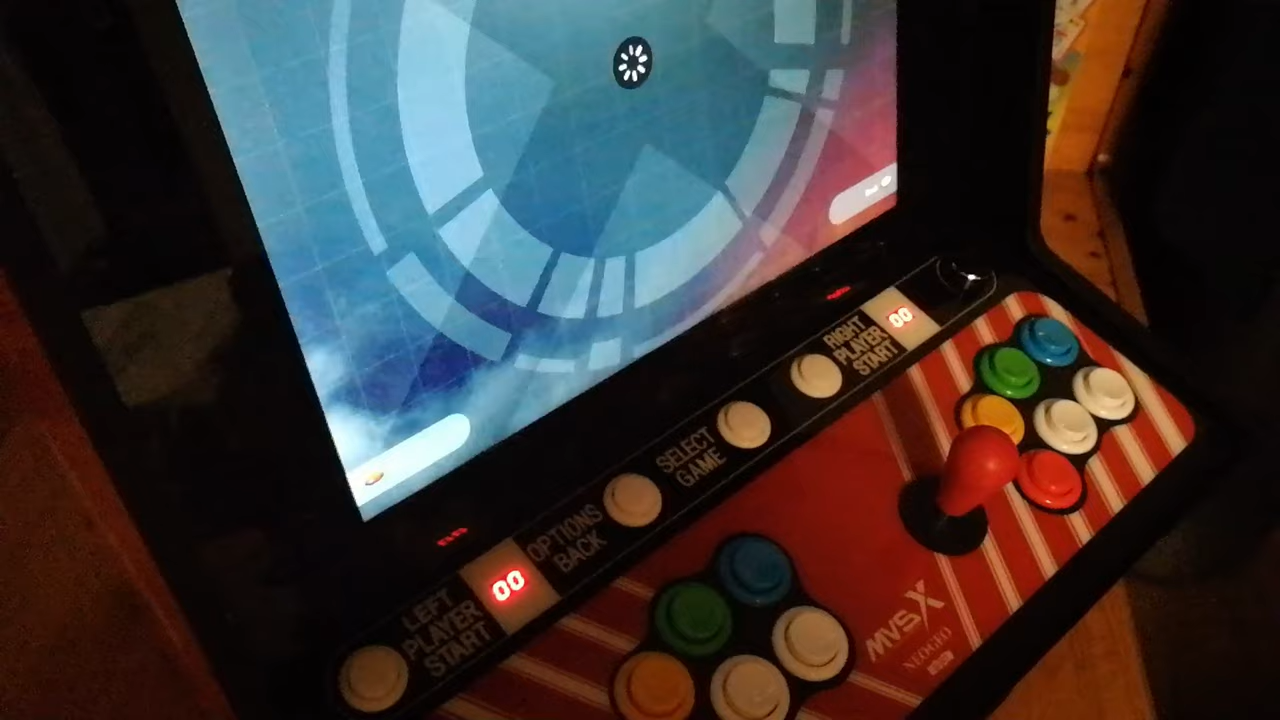 LEFT
PLAYER
START
00
OPTIONS
BACK
SELECT
GAME
RIGHT
PLAYER
START
00
MVSX
NEOGEO